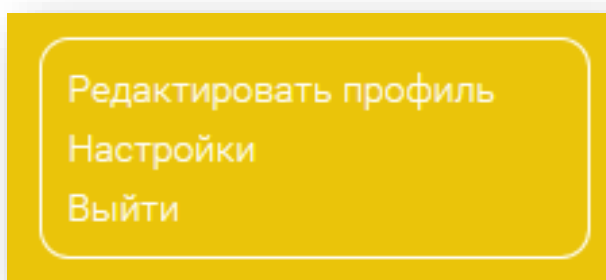 Редактировать профиль
Настройки
Выйти